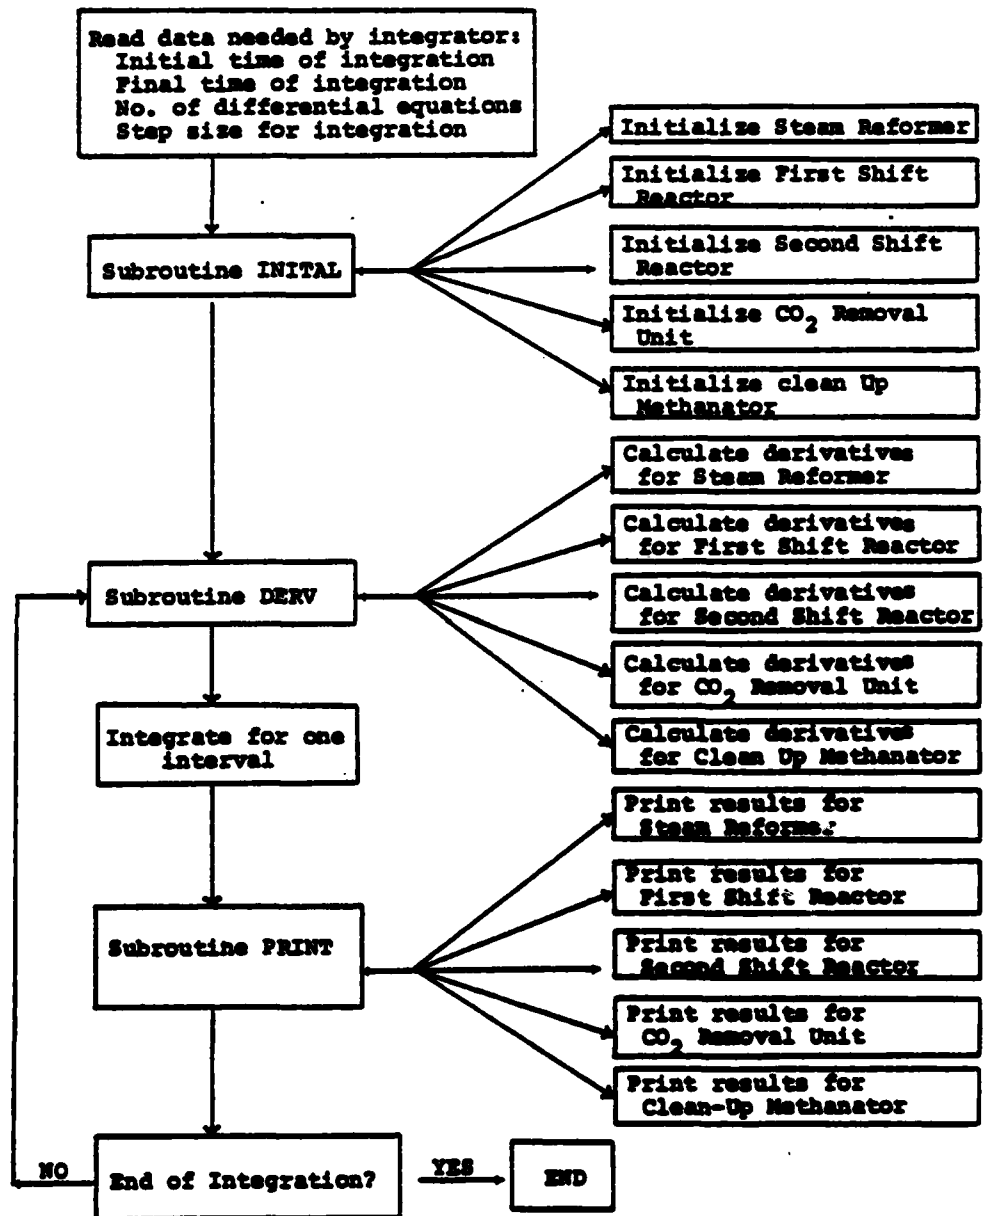 Read data needed by integrator:
Initial time of integration
Final time of integration
No. of differential equations
Step size for integration
Initialize Steam Reformer
Initialize First Shift
Reactor
Subroutine INITAL
Initialize Second Shift
Reactor
Initialize CO2 Removal
Unit
Initialize clean Up
Methanator
Calculate derivatives
for Steam Reformer
Calculate derivatives
for First Shift Reactor
Subroutine DERV
Calculate derivatives
for Second Shift Reactor
Calculate derivatives
for CO2 Removal Unit
Integrate for one
interval
Calculate derivatives
for Clean Up Methanator
Print results for
Steam Reformer
Print results for
First Shift Reactor
Subroutine PRINT
Print results for
Second Shift Reactor
Print results for
CO2 Removal Unit
Print results for
Clean-Up Methanator
NO
End of Integration?
YES
END